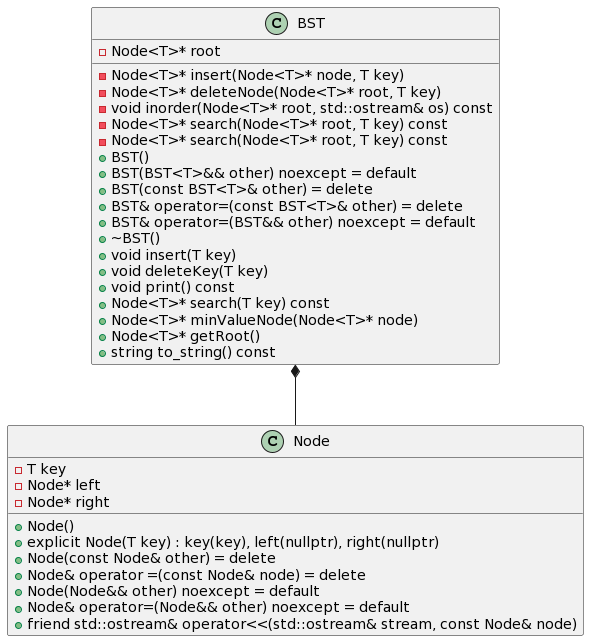 C BST
Node<T>* root
Node<T>* insert(Node<T>* node, T key)
Node<T>* deleteNode(Node<T>* root, T key)
void inorder(Node<T>* root, std::ostream& os) const
Node<T>* search(Node<T>* root, T key) const
Node<T>* search(Node<T>* root, T key) const
BST()
BST(BST<T>&& other) noexcept = default
BST(const BST<T>& other) = delete
BST& operator=(const BST<T>& other) = delete
BST& operator=(BST&& other) noexcept = default
~BST()
void insert(T key)
void deleteKey(T key)
void print() const
Node<T>* search(T key) const
Node<T>* minValueNode(Node<T>* node)
Node<T>* getRoot()
string to_string() const
C Node
T key
Node* left
Node* right
Node()
explicit Node(T key) : key(key), left(nullptr), right(nullptr)
Node(const Node& other) = delete
Node& operator =(const Node& node) = delete
Node(Node&& other) noexcept = default
Node& operator=(Node&& other) noexcept = default
friend std::ostream& operator<<(std::ostream& stream, const Node& node)